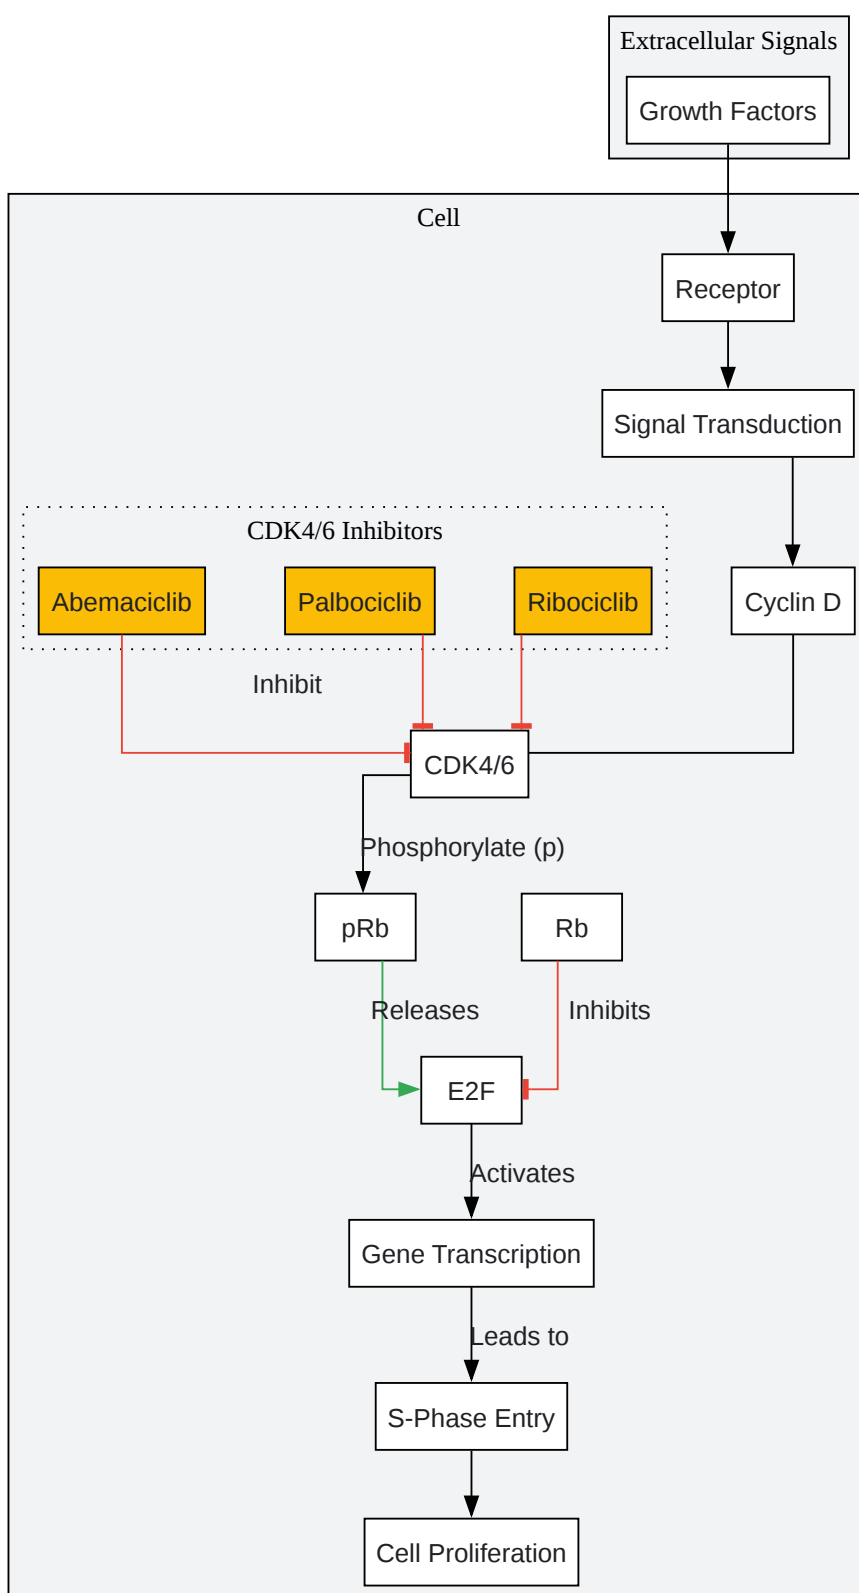 Extracellular Signals
Growth Factors
Cell
Receptor
Signal Transduction
CDK4/6 Inhibitors
Abemaciclib
Palbociclib
Ribociclib
Cyclin D
Inhibit
CDK4/6
Phosphorylate (p)
pRb
Rb
Releases
Inhibits
E2F
Activates
Gene Transcription
Leads to
S-Phase Entry
Cell Proliferation